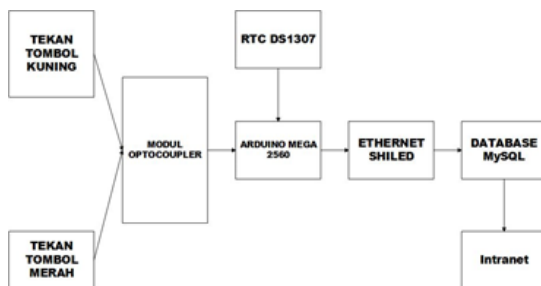 TEKAN
TOMBOL
KUNING
RTC DS1307
MODUL
OPTOCOUPLER
ARDUINO MEGA
2560
ETHERNET
SHILED
DATABASE
MySQL
TEKAN
TOMBOL
MERAH
Intranet